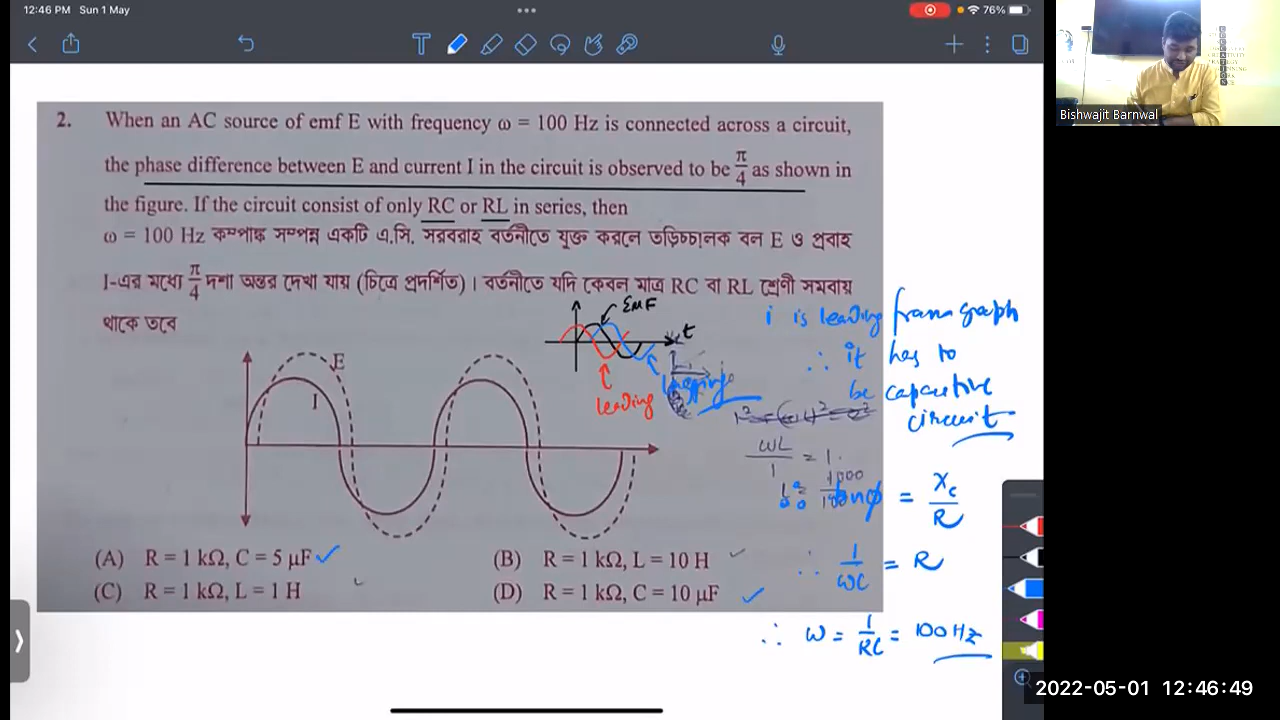 12:46 PM Sun 1 May
76%
2. When an AC source of emf E with frequency ω = 100 Hz is connected across a circuit,
the phase difference between E and current I in the circuit is observed to be π/4 as shown in
the figure. If the circuit consist of only RC or RL in series, then
ω = 100 Hz কম্পাঙ্ক সম্পন্ন একটি এ.সি. সরবরাহ বর্তনীতে যুক্ত করলে তড়িচ্চালক বল E ও প্রবাহ
I-এর মধ্যে π/4 দশা অন্তর দেখা যায় (চিত্রে প্রদর্শিত)। বর্তনীতে যদি কেবল মাত্র RC বা RL শ্রেণী সমবায়
থাকে তবে
EMF
t
leading
lagging
E
I
i is leading from graph
∴ it has to
be capacitive
circuit
ωL/1 = 1
tanφ = Xc/R
∴ 1/ωC = R
∴ ω = 1/RC = 100 Hz
(A) R = 1 kΩ, C = 5 μF
(B) R = 1 kΩ, L = 10 H
(C) R = 1 kΩ, L = 1 H
(D) R = 1 kΩ, C = 10 μF
Bishwajit Barnwal
2022-05-01 12:46:49